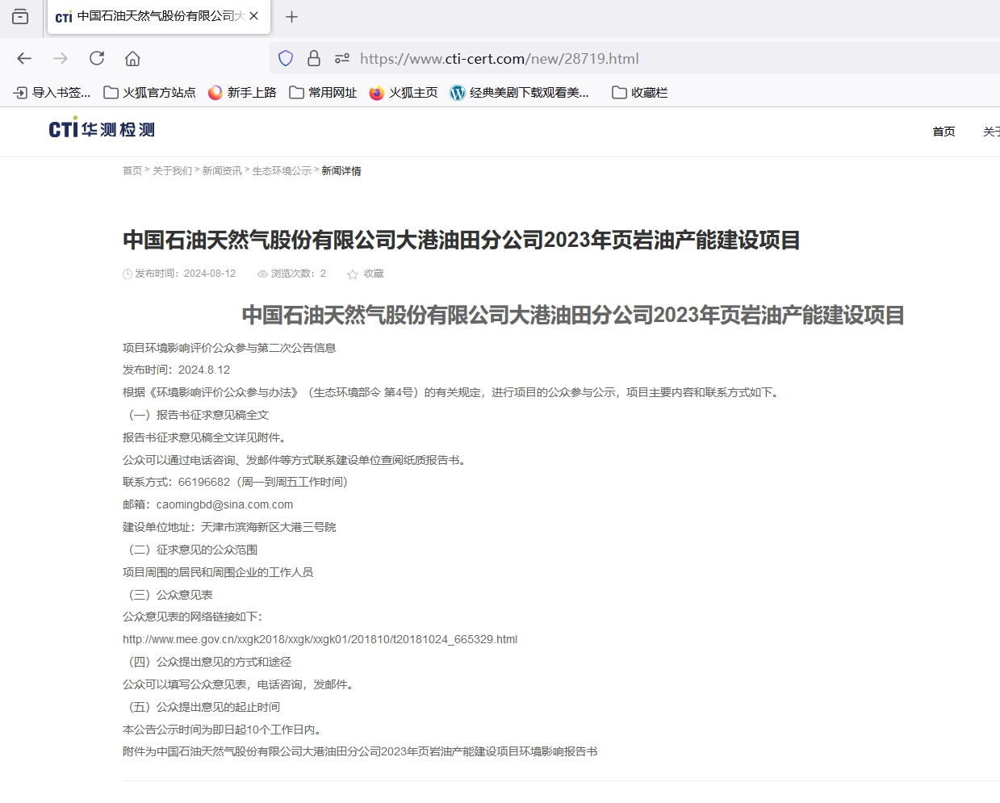 CTi 中国石油天然气股份有限公司大
https://www.cti-cert.com/new/28719.html
导入书签... 火狐官方站点 新手上路 常用网址 火狐主页 经典美剧下载观看美... 收藏栏
CTi华测检测 首页 关于
首页 > 关于我们 > 新闻资讯 > 生态环境公示 > 新闻详情
中国石油天然气股份有限公司大港油田分公司2023年页岩油产能建设项目
发布时间：2024-08-12 浏览次数：2 收藏
中国石油天然气股份有限公司大港油田分公司2023年页岩油产能建设项目
项目环境影响评价公众参与第二次公告信息
发布时间：2024.8.12
根据《环境影响评价公众参与办法》（生态环境部令 第4号）的有关规定，进行项目的公众参与公示，项目主要内容和联系方式如下。
（一）报告书征求意见稿全文
报告书征求意见稿全文详见附件。
公众可以通过电话咨询、发邮件等方式联系建设单位查阅纸质报告书。
联系方式：66196682（周一到周五工作时间）
邮箱：caomingbd@sina.com.com
建设单位地址：天津市滨海新区大港三号院
（二）征求意见的公众范围
项目周围的居民和周围企业的工作人员
（三）公众意见表
公众意见表的网络链接如下：
http://www.mee.gov.cn/xxgk2018/xxgk/xxgk01/201810/t20181024_665329.html
（四）公众提出意见的方式和途径
公众可以填写公众意见表，电话咨询，发邮件。
（五）公众提出意见的起止时间
本公告公示时间为即日起10个工作日内。
附件为中国石油天然气股份有限公司大港油田分公司2023年页岩油产能建设项目环境影响报告书